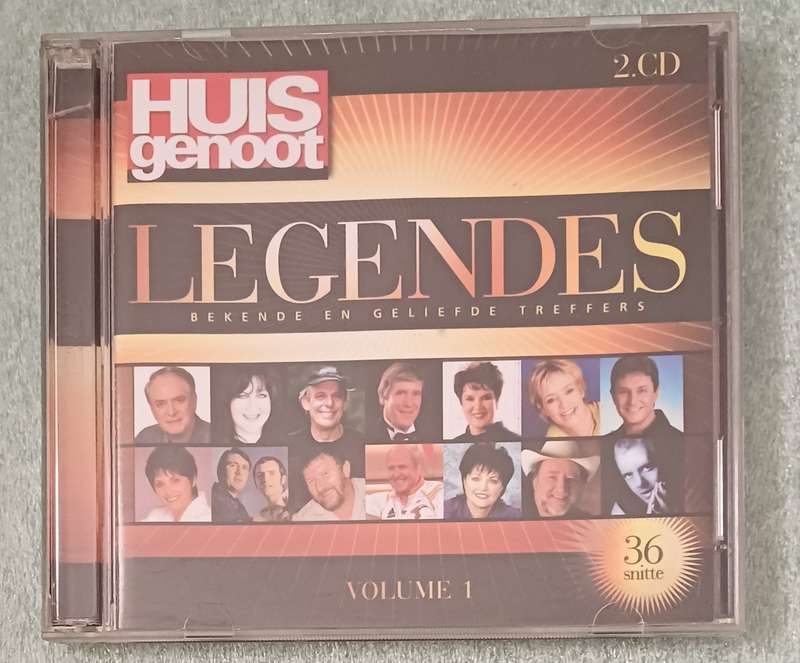 HUIS
genoot
2.CD
LEGENDES
BEKENDE EN GELIEFDE TREFFERS
36
snitte
VOLUME 1